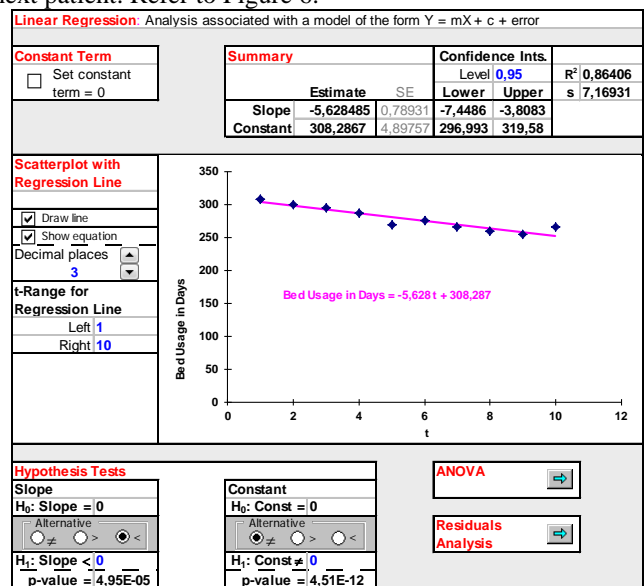 next patient. Refer to Figure 8.
Linear Regression: Analysis associated with a model of the form Y = mX + c + error
Constant Term
Set constant
term = 0
Summary
Confidence Ints.
Level 0,95
R² 0,86406
Estimate SE Lower Upper s 7,16931
Slope -5,628485 0,78931 -7,4486 -3,8083
Constant 308,2867 4,89757 296,993 319,58
Scatterplot with
Regression Line
Draw line
Show equation
Decimal places
3
t-Range for
Regression Line
Left 1
Right 10
350
300
250
200
150
100
50
0
Bed Usage in Days
Bed Usage in Days = -5,628 t + 308,287
0 2 4 6 8 10 12
t
Hypothesis Tests
Slope
H₀: Slope = 0
Alternative
≠ > <
H₁: Slope < 0
p-value = 4,95E-05
Constant
H₀: Const = 0
Alternative
≠ > <
H₁: Const ≠ 0
p-value = 4,51E-12
ANOVA
Residuals
Analysis